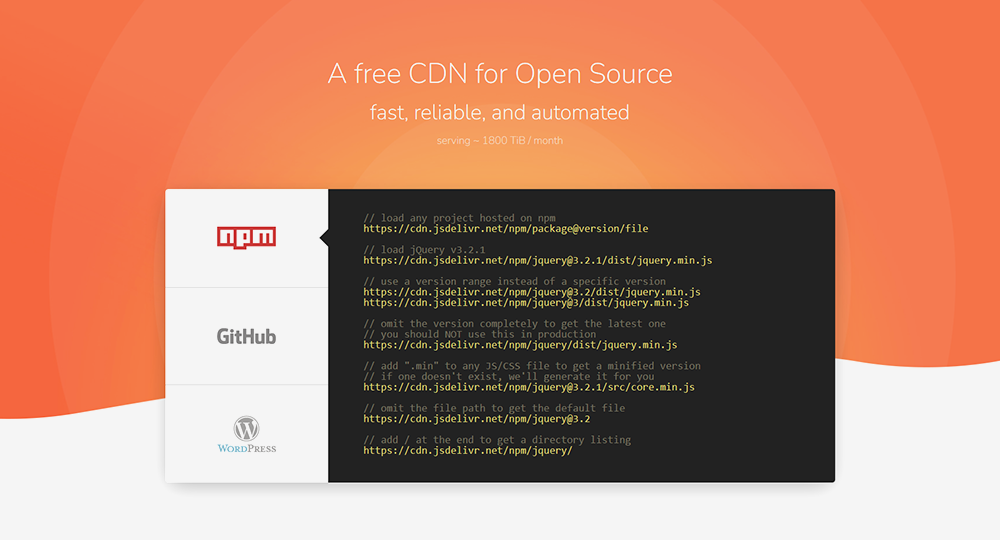 A free CDN for Open Source
fast, reliable, and automated
serving ~ 1800 TiB / month
npm
GitHub
WORDPRESS
// load any project hosted on npm
https://cdn.jsdelivr.net/npm/package@version/file
// load jQuery v3.2.1
https://cdn.jsdelivr.net/npm/jquery@3.2.1/dist/jquery.min.js
// use a version range instead of a specific version
https://cdn.jsdelivr.net/npm/jquery@3.2/dist/jquery.min.js
https://cdn.jsdelivr.net/npm/jquery@3/dist/jquery.min.js
// omit the version completely to get the latest one
// you should NOT use this in production
https://cdn.jsdelivr.net/npm/jquery/dist/jquery.min.js
// add ".min" to any JS/CSS file to get a minified version
// if one doesn't exist, we'll generate it for you
https://cdn.jsdelivr.net/npm/jquery@3.2.1/src/core.min.js
// omit the file path to get the default file
https://cdn.jsdelivr.net/npm/jquery@3.2
// add / at the end to get a directory listing
https://cdn.jsdelivr.net/npm/jquery/